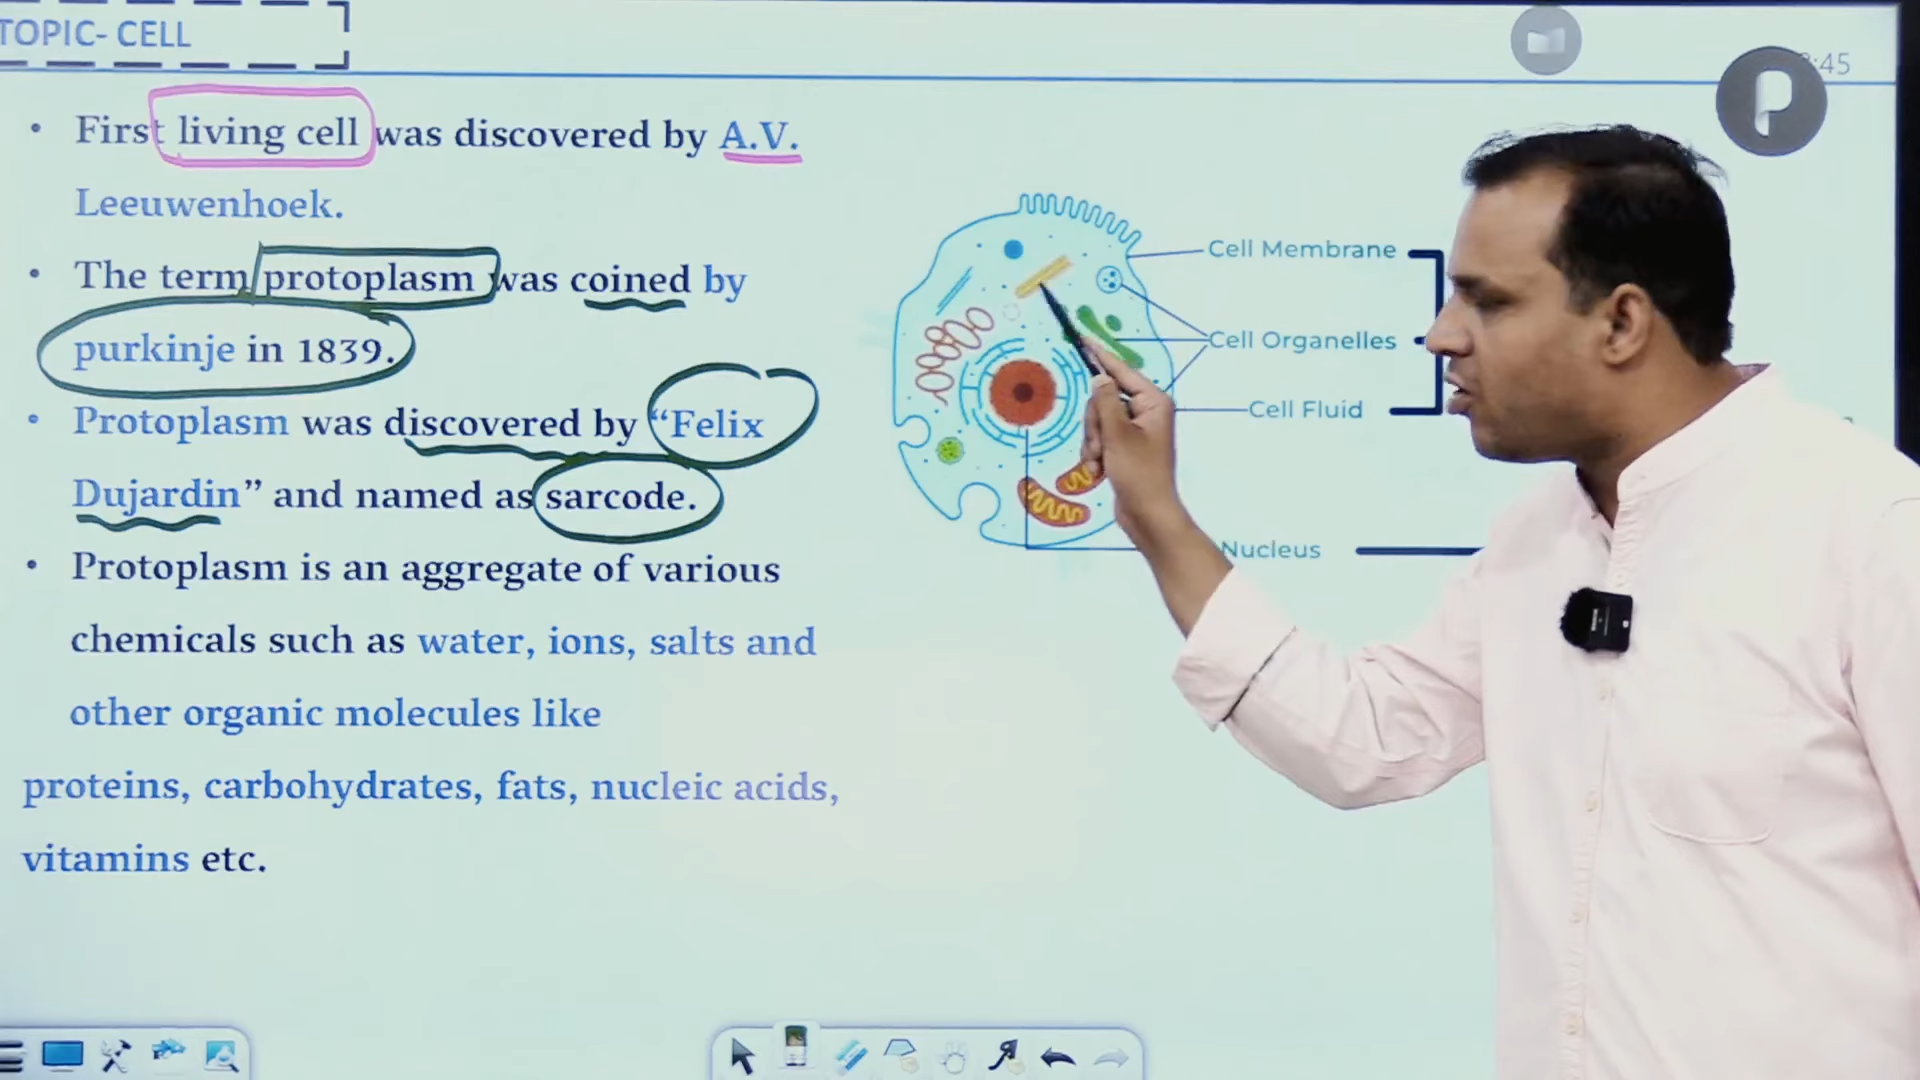 TOPIC- CELL
:45
• First living cell was discovered by A.V.
Leeuwenhoek.
• The term protoplasm was coined by
purkinje in 1839.
• Protoplasm was discovered by “Felix
Dujardin” and named as sarcode.
• Protoplasm is an aggregate of various
chemicals such as water, ions, salts and
other organic molecules like
proteins, carbohydrates, fats, nucleic acids,
vitamins etc.
Cell Membrane
Cell Organelles
Cell Fluid
Nucleus